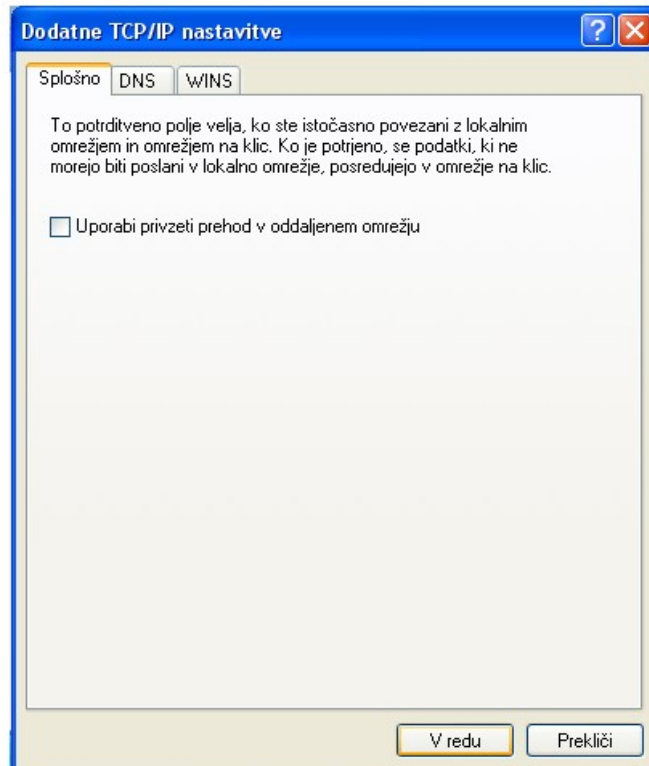 Dodatne TCP/IP nastavitve
Splošno DNS WINS
To potrditveno polje velja, ko ste istočasno povezani z lokalnim
omrežjem in omrežjem na klic. Ko je potrjeno, se podatki, ki ne
morejo biti poslani v lokalno omrežje, posredujejo v omrežje na klic.
Uporabi privzeti prehod v oddaljenem omrežju
V redu Prekliči